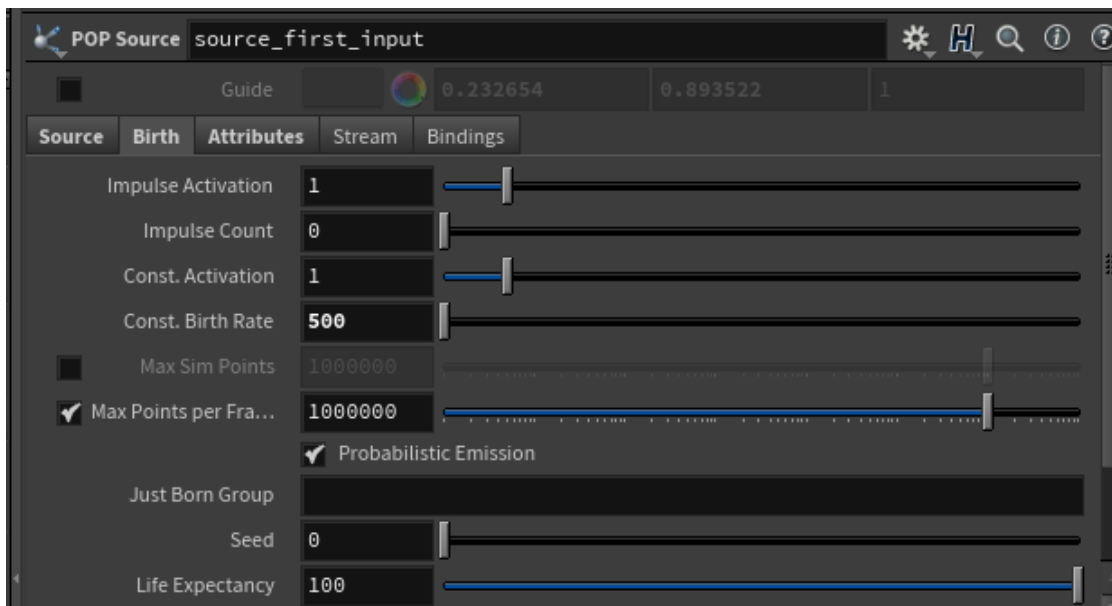 POP Source source_first_input
Guide 0.232654 0.893522 1
Source Birth Attributes Stream Bindings
Impulse Activation 1
Impulse Count 0
Const. Activation 1
Const. Birth Rate 500
Max Sim Points 1000000
Max Points per Fra... 1000000
Probabilistic Emission
Just Born Group
Seed 0
Life Expectancy 100